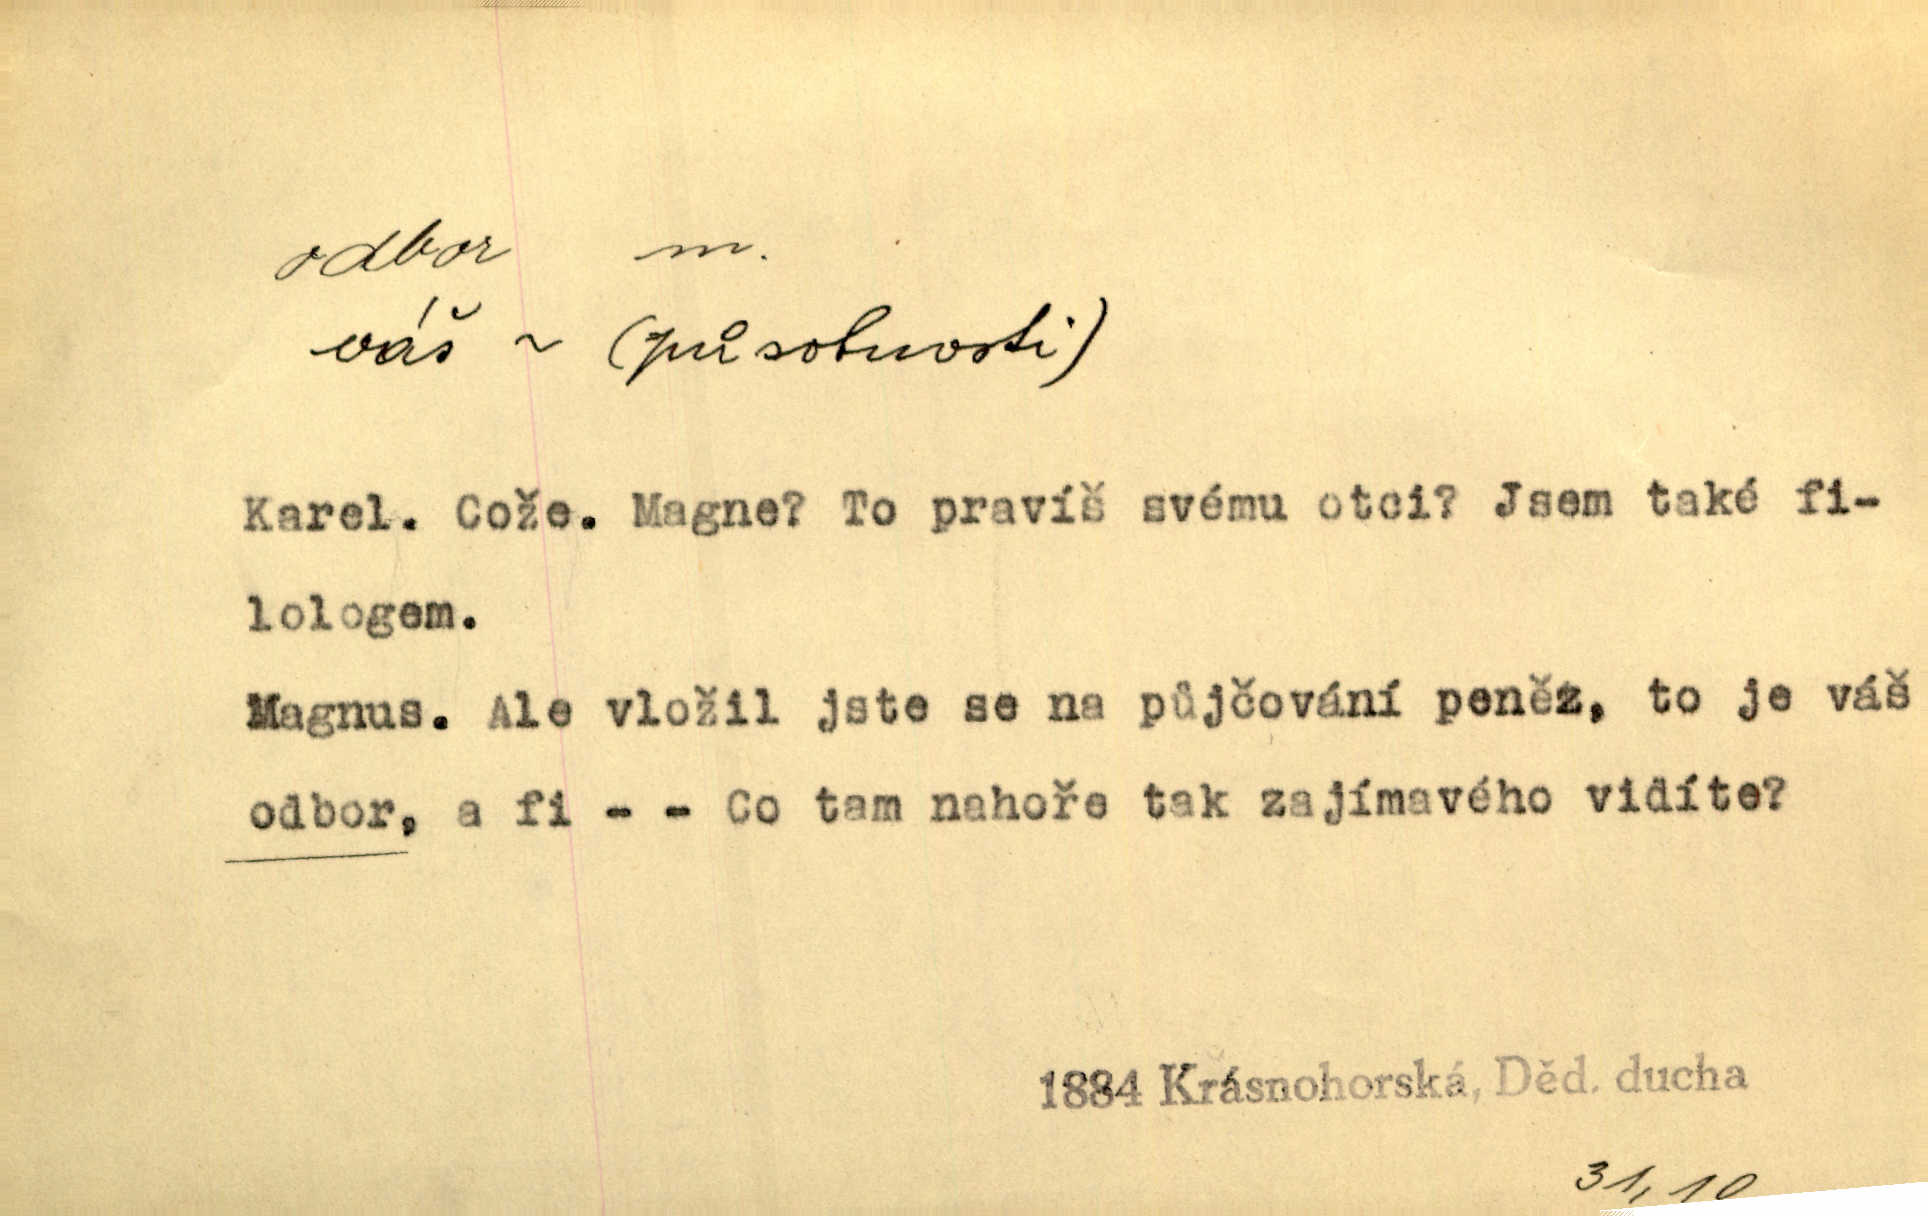 odbor m.
váš ~ (působnosti)
Karel. Cože. Magne? To pravíš svému otci? Jsem také fi-
lologem.
Magnus. Ale vložil jste se na půjčování peněz, to je váš
odbor, a fi - - Co tam nahoře tak zajímavého vidíte?
1884 Krásnohorská, Děd. ducha
31, 10